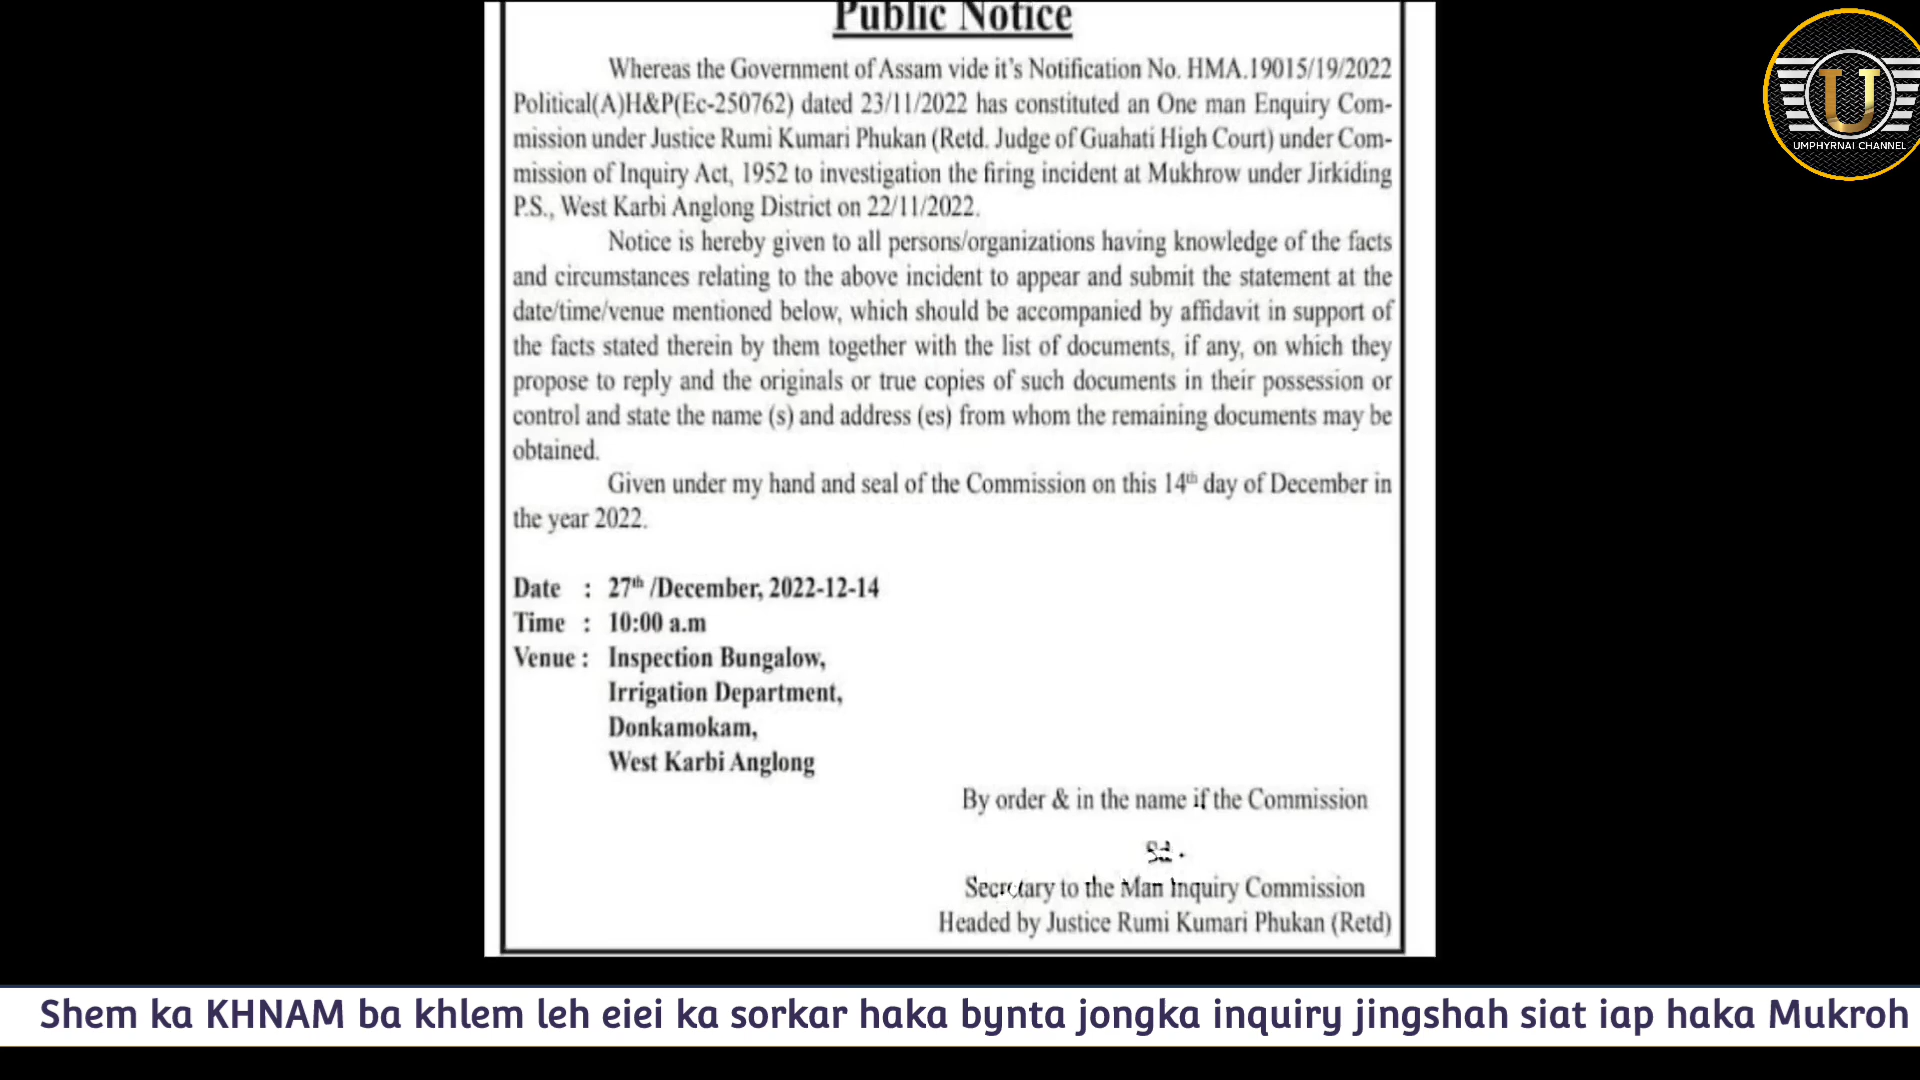 Public Notice
Whereas the Government of Assam vide it's Notification No. HMA.19015/19/2022
Political(A)H&P(Ec-250762) dated 23/11/2022 has constituted an One man Enquiry Com-
mission under Justice Rumi Kumari Phukan (Retd. Judge of Guahati High Court) under Com-
mission of Inquiry Act, 1952 to investigation the firing incident at Mukhrow under Jirkiding
P.S., West Karbi Anglong District on 22/11/2022.
Notice is hereby given to all persons/organizations having knowledge of the facts
and circumstances relating to the above incident to appear and submit the statement at the
date/time/venue mentioned below, which should be accompanied by affidavit in support of
the facts stated therein by them together with the list of documents, if any, on which they
propose to reply and the originals or true copies of such documents in their possession or
control and state the name (s) and address (es) from whom the remaining documents may be
obtained.
Given under my hand and seal of the Commission on this 14th day of December in
the year 2022.
Date : 27th /December, 2022-12-14
Time : 10:00 a.m
Venue : Inspection Bungalow,
Irrigation Department,
Donkamokam,
West Karbi Anglong
By order & in the name if the Commission
Sd.
Secretary to the Man Inquiry Commission
Headed by Justice Rumi Kumari Phukan (Retd)
U
UMPHYRNAI CHANNEL
Shem ka KHNAM ba khlem leh eiei ka sorkar haka bynta jongka inquiry jingshah siat iap haka Mukroh